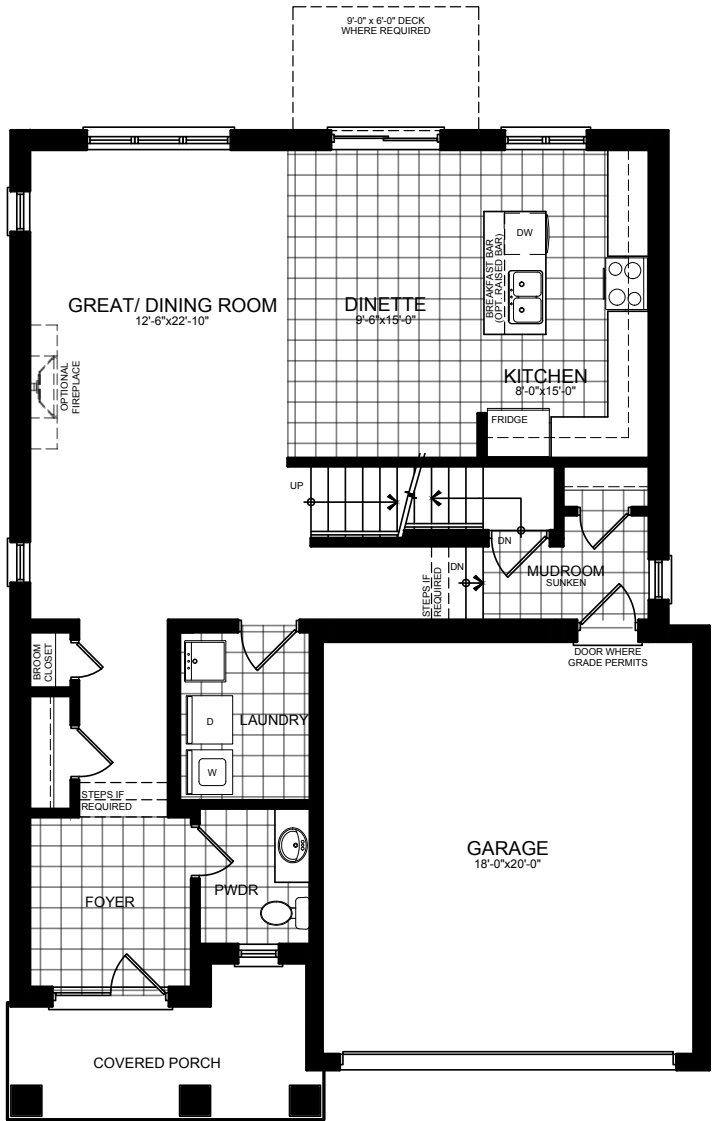 9'-0" x 6'-0" DECK
WHERE REQUIRED
GREAT/ DINING ROOM
12'-6"x22'-10"
DINETTE
9'-6"x15'-0"
BREAKFAST BAR
(OPT. RAISED BAR)
DW
KITCHEN
8'-0"x15'-0"
FRIDGE
OPTIONAL
FIREPLACE
UP
DN
DN
STEPS IF
REQUIRED
MUDROOM
SUNKEN
DOOR WHERE
GRADE PERMITS
BROOM
CLOSET
LAUNDRY
D
W
STEPS IF
REQUIRED
FOYER
PWDR
GARAGE
18'-0"x20'-0"
COVERED PORCH